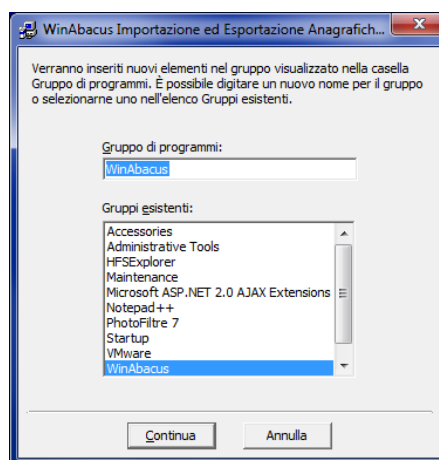 WinAbacus Importazione ed Esportazione Anagrafich...
Verranno inseriti nuovi elementi nel gruppo visualizzato nella casella
Gruppo di programmi. È possibile digitare un nuovo nome per il gruppo
o selezionarne uno nell'elenco Gruppi esistenti.
Gruppo di programmi:
WinAbacus
Gruppi esistenti:
Accessories
Administrative Tools
HFSExplorer
Maintenance
Microsoft ASP.NET 2.0 AJAX Extensions
Notepad++
PhotoFiltre 7
Startup
VMware
WinAbacus
Continua
Annulla